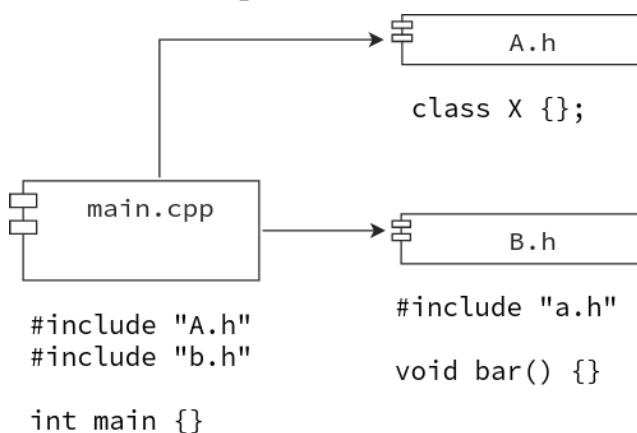 A.h
class X {};
main.cpp
B.h
#include "A.h"
#include "b.h"
int main {}
#include "a.h"
void bar() {}